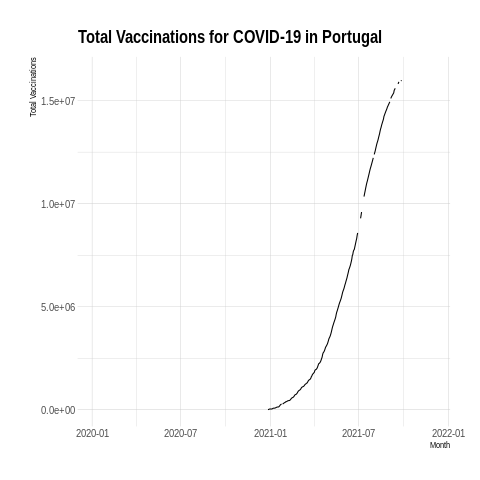 Total Vaccinations for COVID-19 in Portugal
Total Vaccinations
1.5e+07
1.0e+07
5.0e+06
0.0e+00
2020-01 2020-07 2021-01 2021-07 2022-01
Month